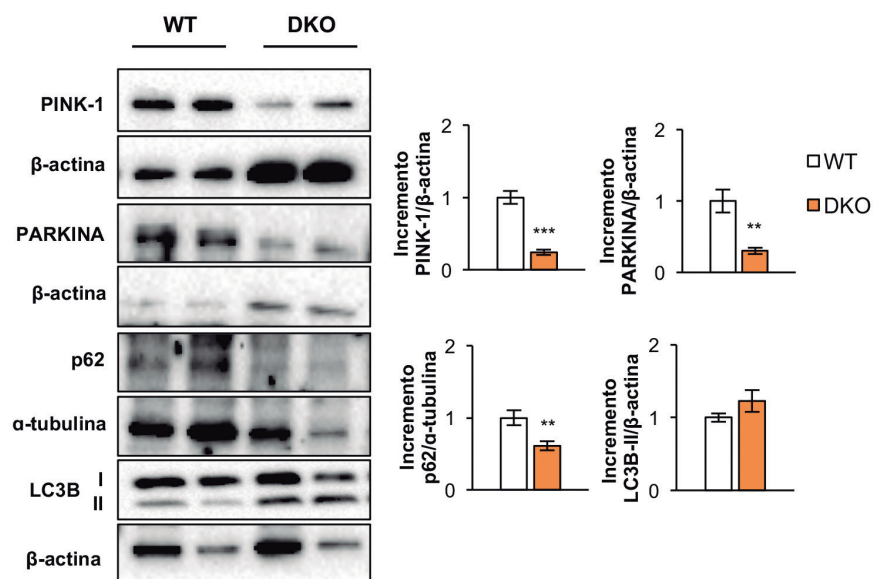 WT DKO
PINK-1
β-actina
PARKINA
β-actina
p62
α-tubulina
LC3B I
II
β-actina
Incremento
PINK-1/β-actina
2
1
0
***
Incremento
PARKINA/β-actina
2
1
0
**
WT
DKO
Incremento
p62/α-tubulina
2
1
0
**
Incremento
LC3B-II/β-actina
2
1
0